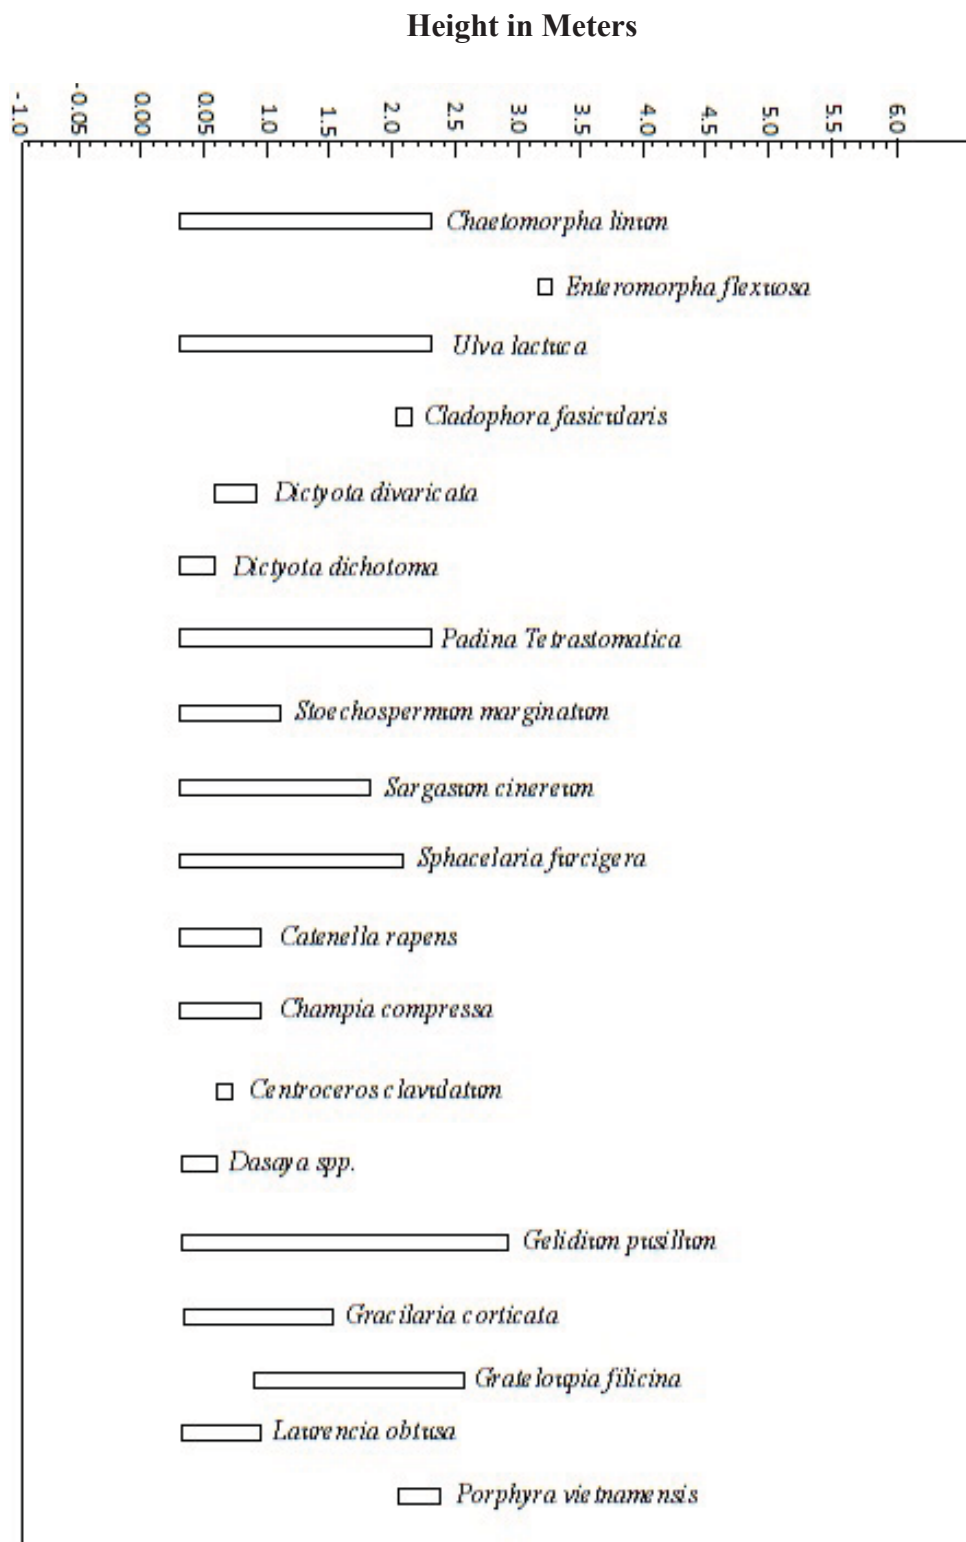 Height in Meters
-1.0 -0.05 0.00 0.05 1.0 1.5 2.0 2.5 3.0 3.5 4.0 4.5 5.0 5.5 6.0
Chaetomorpha linum
Enteromorpha flexuosa
Ulva lactuca
Cladophora fasicularis
Dictyota divaricata
Dictyota dichotoma
Padina Tetrastomatica
Stoechospermum marginatum
Sargasum cinereum
Sphacelaria furcigera
Catenella rapens
Champia compressa
Centroceros clavulatum
Dasaya spp.
Gelidium pusillum
Gracilaria corticata
Grateloupia filicina
Laurencia obtusa
Porphyra vietnamensis